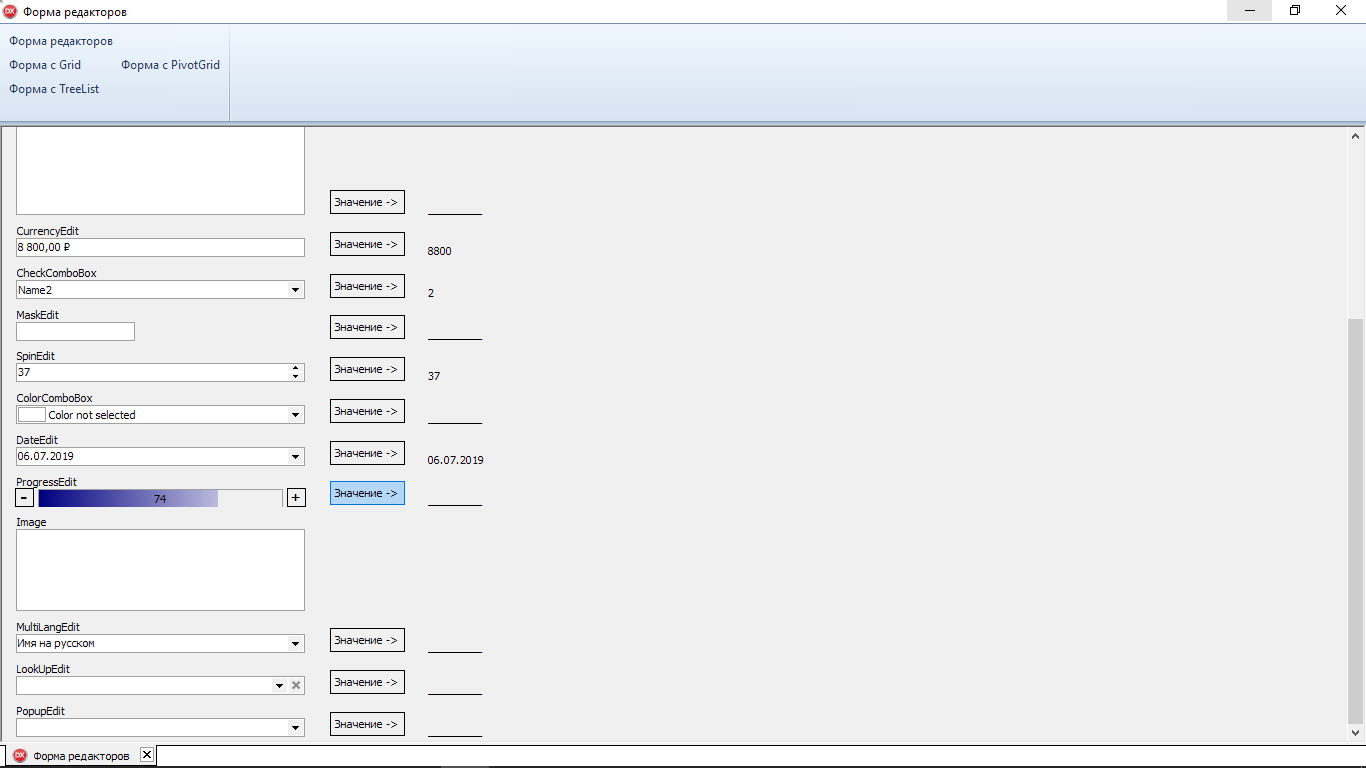 DX Форма редакторов
Форма редакторов
Форма с Grid Форма с PivotGrid
Форма с TreeList
Значение ->
CurrencyEdit
8 800,00 ₽ Значение -> 8800
CheckComboBox
Name2 Значение -> 2
MaskEdit
Значение ->
SpinEdit
37 Значение -> 37
ColorComboBox
Color not selected Значение ->
DateEdit
06.07.2019 Значение -> 06.07.2019
ProgressEdit
- 74 + Значение ->
Image
MultiLangEdit
Имя на русском Значение ->
LookUpEdit
Значение ->
PopupEdit
Значение ->
DX Форма редакторов